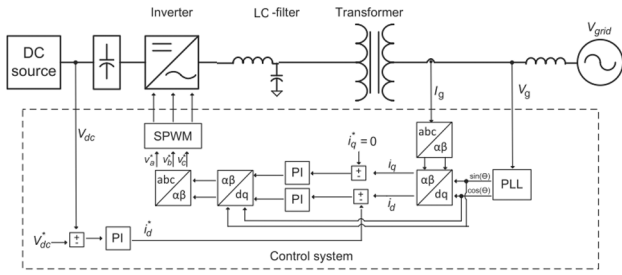 Inverter
LC-filter
Transformer
V_grid
DC
source
V_dc
I_g
V_g
SPWM
v*_a v*_b v*_c
i*_q = 0
abc
αβ
abc
αβ
PI
PI
αβ
dq
αβ
dq
i_q
i_d
sin(Θ)
cos(Θ)
PLL
V*_dc
PI
i*_d
Control system